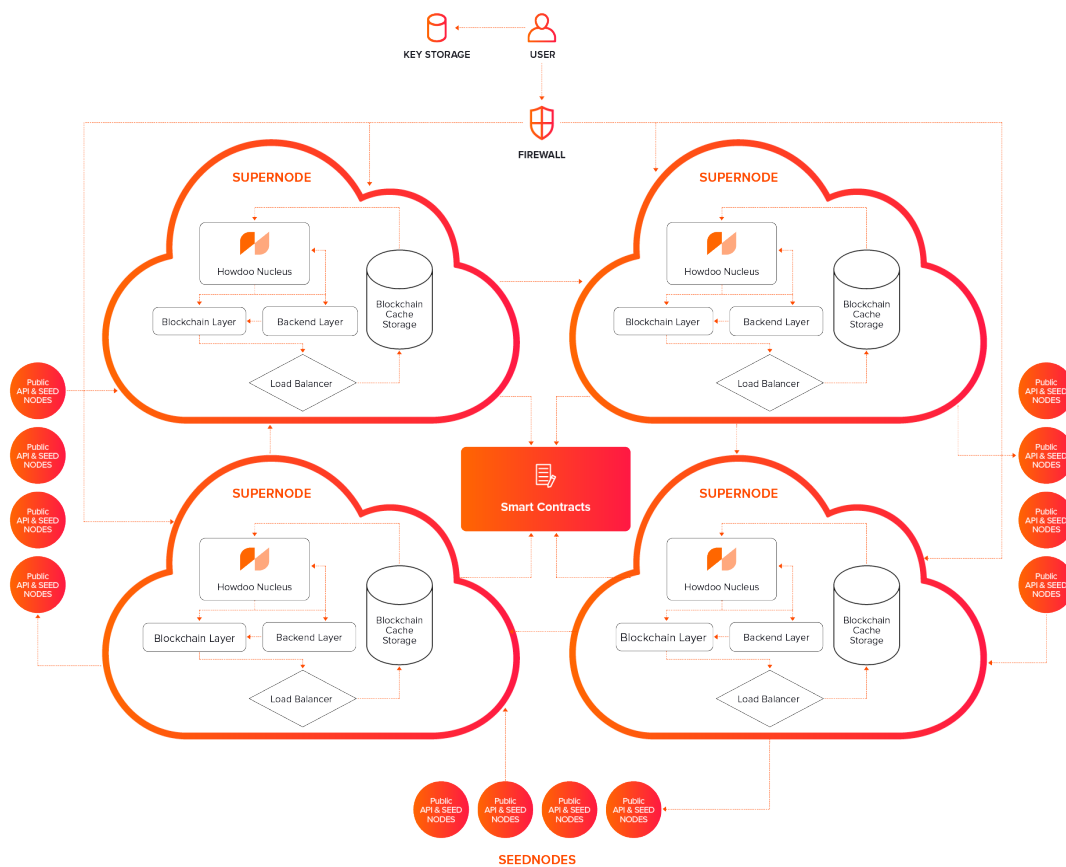 KEY STORAGE
USER
FIREWALL
SUPERNODE
Howdoo Nucleus
Blockchain Layer
Backend Layer
Blockchain
Cache
Storage
Load Balancer
SUPERNODE
Howdoo Nucleus
Blockchain Layer
Backend Layer
Blockchain
Cache
Storage
Load Balancer
Public
API & SEED
NODES
Public
API & SEED
NODES
Public
API & SEED
NODES
Public
API & SEED
NODES
Smart Contracts
Public
API & SEED
NODES
Public
API & SEED
NODES
Public
API & SEED
NODES
Public
API & SEED
NODES
SUPERNODE
Howdoo Nucleus
Blockchain Layer
Backend Layer
Blockchain
Cache
Storage
Load Balancer
SUPERNODE
Howdoo Nucleus
Blockchain Layer
Backend Layer
Blockchain
Cache
Storage
Load Balancer
Public
API & SEED
NODES
Public
API & SEED
NODES
Public
API & SEED
NODES
Public
API & SEED
NODES
SEEDNODES